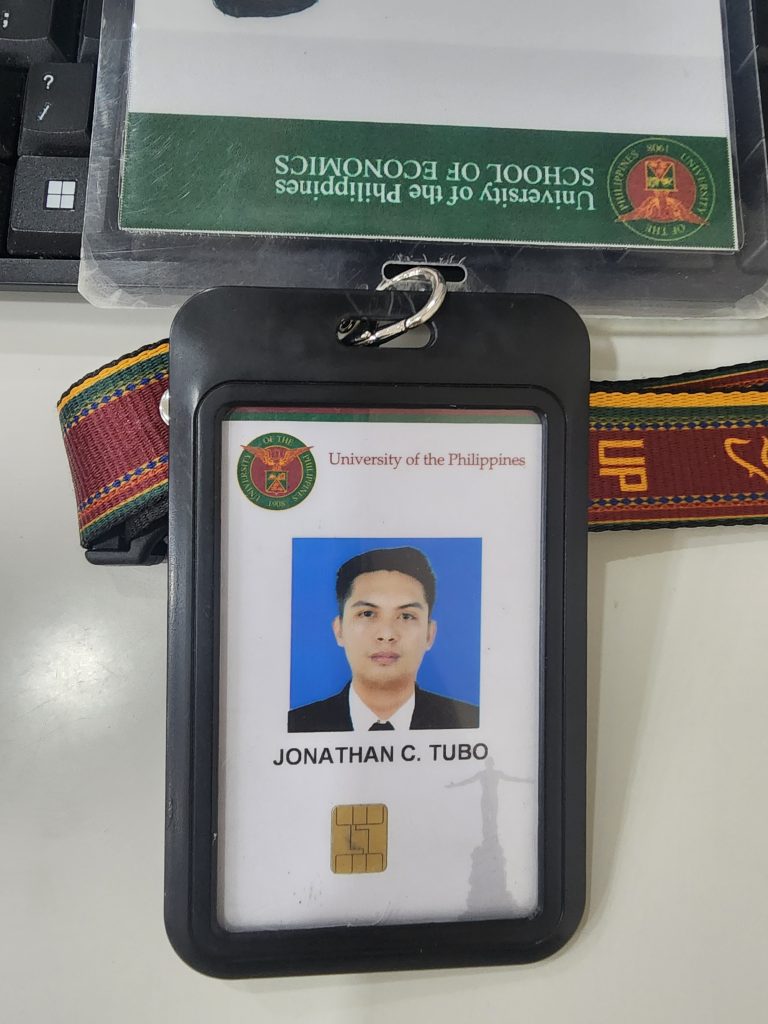 ?
/
University of the Philippines
SCHOOL OF ECONOMICS
UNIVERSITY OF THE PHILIPPINES
1908
UP
UNIVERSITY OF THE PHILIPPINES
1908
University of the Philippines
JONATHAN C. TUBO